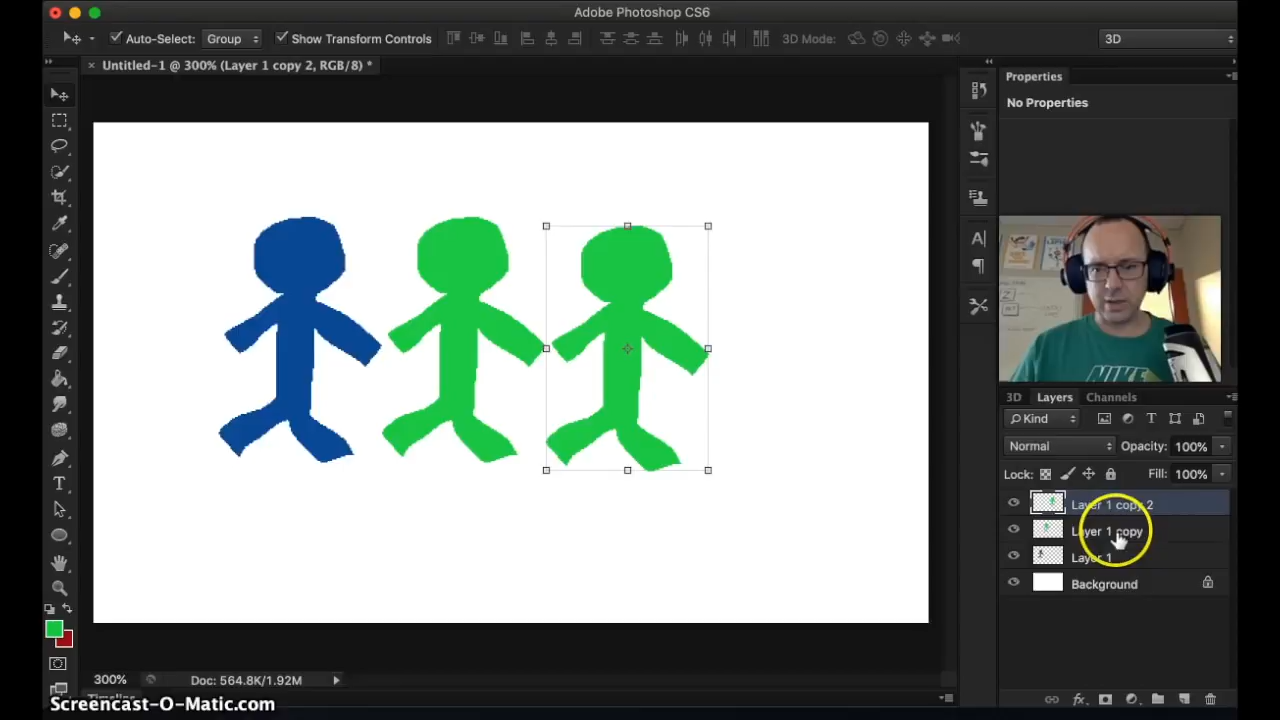 Adobe Photoshop CS6
Auto-Select: Group Show Transform Controls 3D Mode: 3D
Untitled-1 @ 300% (Layer 1 copy 2, RGB/8) *
Properties
No Properties
3D Layers Channels
Kind
Normal Opacity: 100%
Lock: Fill: 100%
Layer 1 copy 2
Layer 1 copy
Layer 1
Background
300% Doc: 564.8K/1.92M
Timeline
Screencast-O-Matic.com